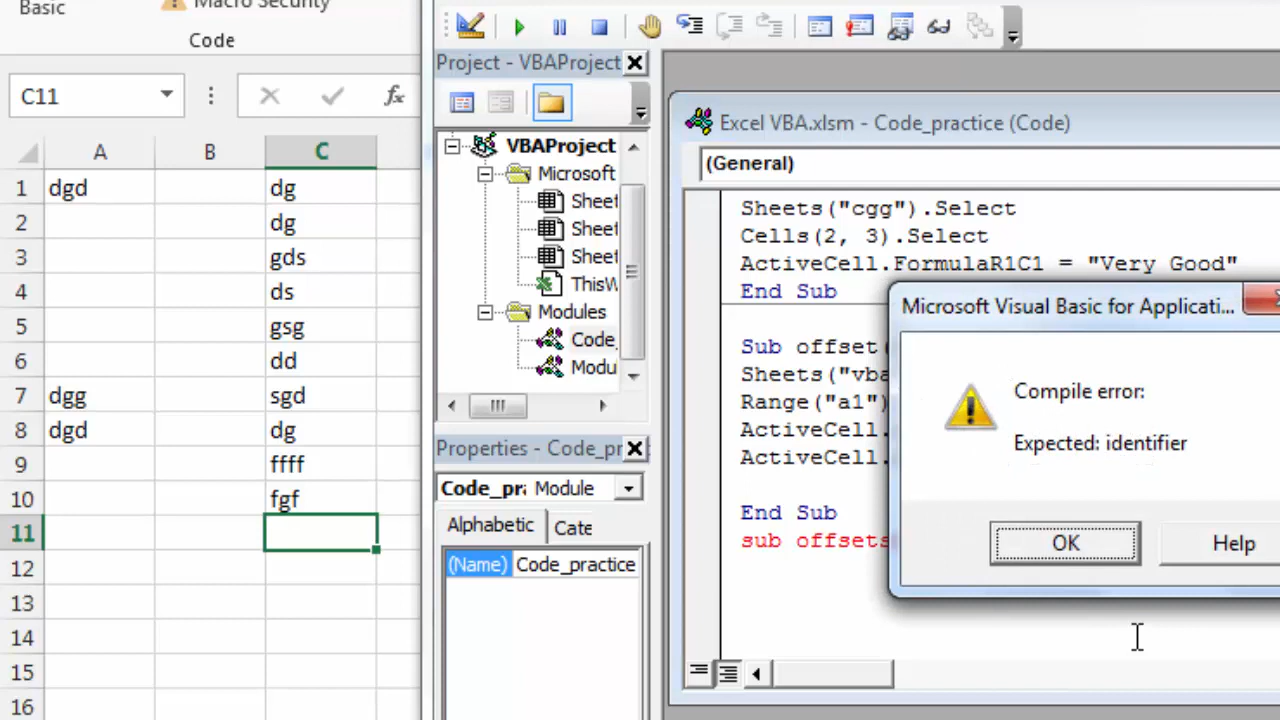 Basic
Macro Security
Code
C11
fx
A B C
1 dgd dg
2 dg
3 gds
4 ds
5 gsg
6 dd
7 dgg sgd
8 dgd dg
9 ffff
10 fgf
11
12
13
14
15
16
Project - VBAProject
VBAProject
Microsoft
Sheet
Sheet
Sheet
ThisW
Modules
Code_
Modu
Properties - Code_pr
Code_pr Module
Alphabetic Cate
(Name) Code_practice
Excel VBA.xlsm - Code_practice (Code)
(General)
Sheets("cgg").Select
Cells(2, 3).Select
ActiveCell.FormulaR1C1 = "Very Good"
End Sub
Sub offset(
Sheets("vba
Range("a1")
ActiveCell.
ActiveCell.
End Sub
sub offsets
Microsoft Visual Basic for Applicati...
Compile error:
Expected: identifier
OK Help